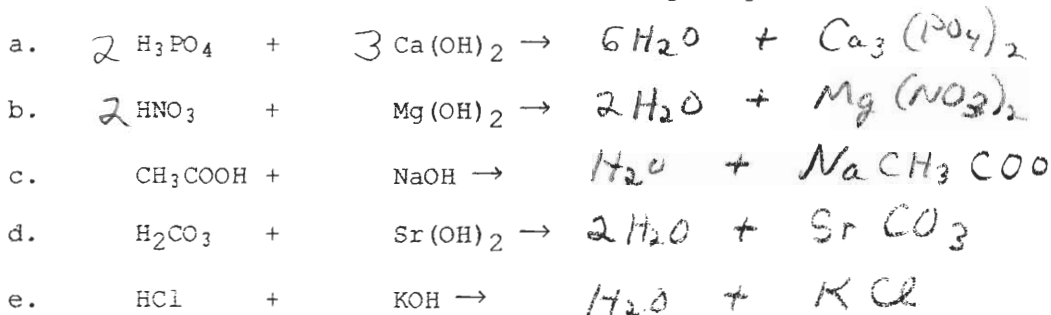 a. 2 H₃PO₄ + 3 Ca(OH)₂ → 6H₂O + Ca₃(PO₄)₂
b. 2 HNO₃ + Mg(OH)₂ → 2H₂O + Mg(NO₃)₂
c. CH₃COOH + NaOH → H₂O + NaCH₃COO
d. H₂CO₃ + Sr(OH)₂ → 2H₂O + SrCO₃
e. HCl + KOH → H₂O + KCl